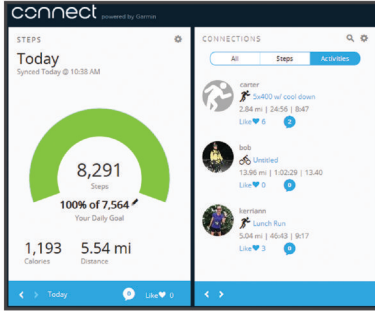 connect powered by Garmin
STEPS
Today
Synced Today @ 10:38 AM
8,291
Steps
100% of 7,564
Your Daily Goal
1,193
Calories
5.54 mi
Distance
Today
0
Like 0
CONNECTIONS
All
Steps
Activities
carter
5x400 w/ cool down
2.84 mi | 24:56 | 8:47
Like 6
2
bob
Untitled
13.96 mi | 1:02:29 | 13.40
Like 0
0
kerriann
Lunch Run
5.04 mi | 46:43 | 9:17
Like 3
0